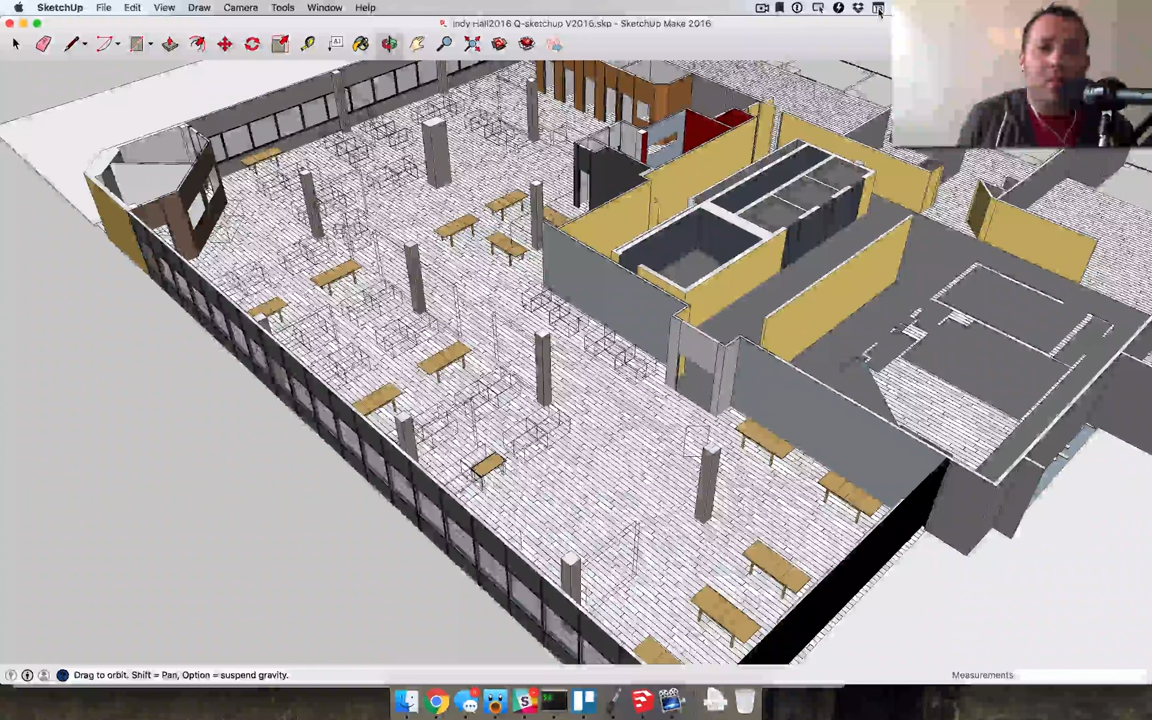 SketchUp File Edit View Draw Camera Tools Window Help
Indy Hall2016 Q-sketchup V2016.skp - SketchUp Make 2016
Drag to orbit. Shift = Pan, Option = suspend gravity.
Measurements